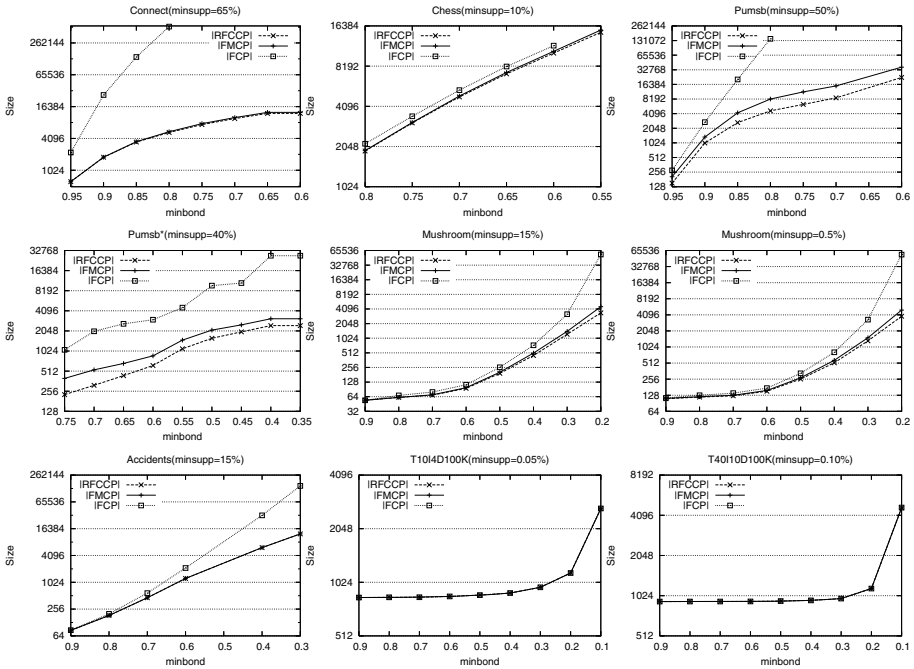 Connect(minsupp=65%)
|RFCCP|
|FMCP|
|FCP|
262144
65536
16384
4096
1024
Size
0.95 0.9 0.85 0.8 0.75 0.7 0.65 0.6
minbond
Chess(minsupp=10%)
|RFCCP|
|FMCP|
|FCP|
16384
8192
4096
2048
1024
Size
0.8 0.75 0.7 0.65 0.6 0.55
minbond
Pumsb(minsupp=50%)
|RFCCP|
|FMCP|
|FCP|
262144
131072
65536
32768
16384
8192
4096
2048
1024
512
256
128
Size
0.95 0.9 0.85 0.8 0.75 0.7 0.6
minbond
Pumsb*(minsupp=40%)
|RFCCP|
|FMCP|
|FCP|
32768
16384
8192
4096
2048
1024
512
256
128
Size
0.75 0.7 0.65 0.6 0.55 0.5 0.45 0.4 0.35
minbond
Mushroom(minsupp=15%)
|RFCCP|
|FMCP|
|FCP|
65536
32768
16384
8192
4096
2048
1024
512
256
128
64
32
Size
0.9 0.8 0.7 0.6 0.5 0.4 0.3 0.2
minbond
Mushroom(minsupp=0.5%)
|RFCCP|
|FMCP|
|FCP|
65536
32768
16384
8192
4096
2048
1024
512
256
128
64
Size
0.9 0.8 0.7 0.6 0.5 0.4 0.3 0.2
minbond
Accidents(minsupp=15%)
|RFCCP|
|FMCP|
|FCP|
262144
65536
16384
4096
1024
256
64
Size
0.9 0.8 0.7 0.6 0.5 0.4 0.3
minbond
T10I4D100K(minsupp=0.05%)
|RFCCP|
|FMCP|
|FCP|
4096
2048
1024
512
Size
0.9 0.8 0.7 0.6 0.5 0.4 0.3 0.2 0.1
minbond
T40I10D100K(minsupp=0.10%)
|RFCCP|
|FMCP|
|FCP|
8192
4096
2048
1024
512
Size
0.9 0.8 0.7 0.6 0.5 0.4 0.3 0.2 0.1
minbond